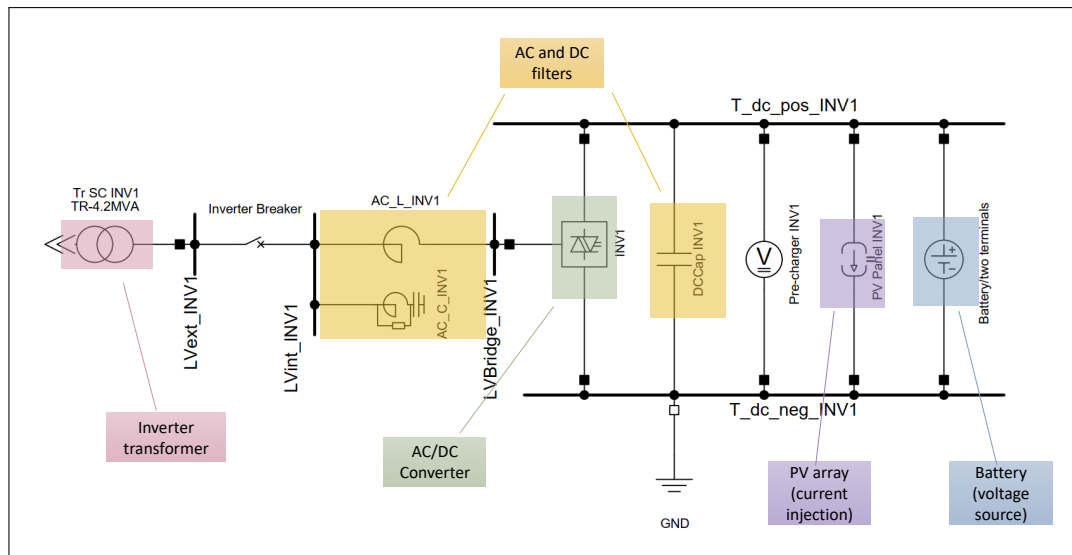 AC and DC
filters
T_dc_pos_INV1
Tr SC INV1
TR-4.2MVA
Inverter Breaker
AC_L_INV1
LVext_INV1
LVint_INV1
AC_C_INV1
LVBridge_INV1
INV1
DCCap INV1
V
Pre-charger INV1
PV Panel INV1
Battery/two terminals
T_dc_neg_INV1
Inverter
transformer
AC/DC
Converter
GND
PV array
(current
injection)
Battery
(voltage
source)